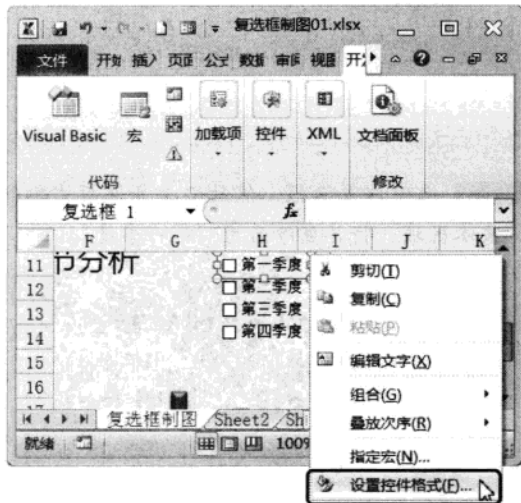 复选框制图01.xlsx
文件 开始 插入 页面 公式 数据 审阅 视图 开发
Visual Basic 宏 加载项 控件 XML 文档面板
代码 修改
复选框 1 fx
F G H I J K
11 节分析 第一季度
12 第二季度
13 第三季度
14 第四季度
15
16
17
复选框制图 Sheet2 Sh
就绪 100%
剪切(T)
复制(C)
粘贴(P)
编辑文字(X)
组合(G)
叠放次序(R)
指定宏(N)...
设置控件格式(F)...